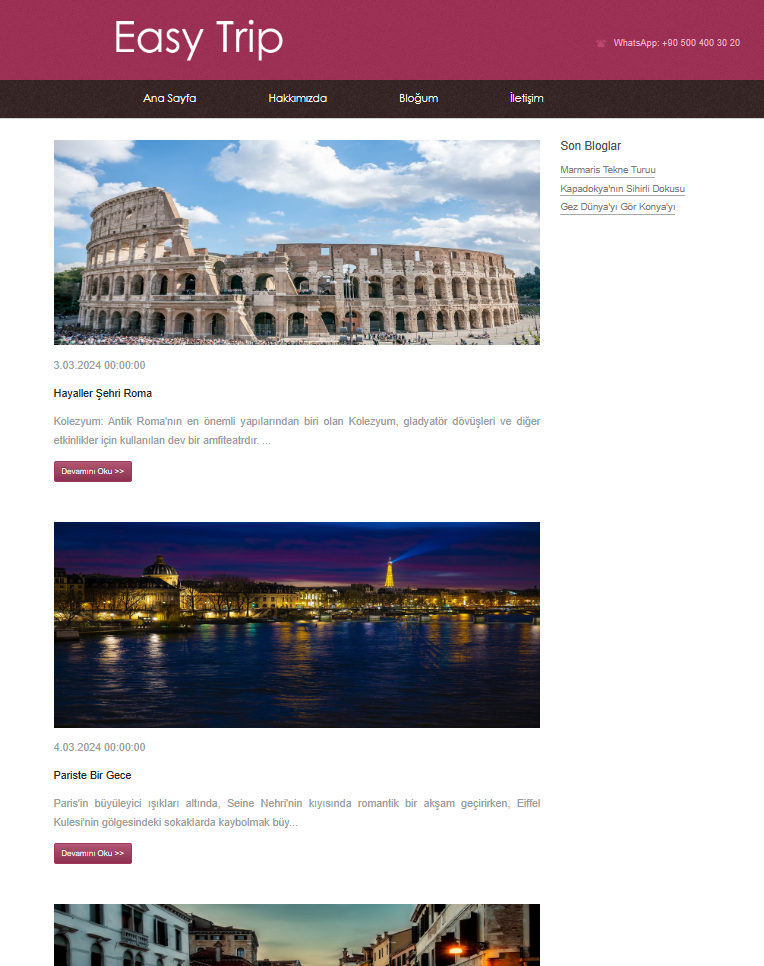 Easy Trip
WhatsApp: +90 500 400 30 20
Ana Sayfa
Hakkımızda
Bloğum
İletişim
3.03.2024 00:00:00
Hayaller Şehri Roma
Kolezyum: Antik Roma'nın en önemli yapılarından biri olan Kolezyum, gladyatör dövüşleri ve diğer
etkinlikler için kullanılan dev bir amfiteatrdır. ...
Devamını Oku >>
4.03.2024 00:00:00
Pariste Bir Gece
Paris'in büyüleyici ışıkları altında, Seine Nehri'nin kıyısında romantik bir akşam geçirirken, Eiffel
Kulesi'nin gölgesindeki sokaklarda kaybolmak büy...
Devamını Oku >>
Son Bloglar
Marmaris Tekne Turuu
Kapadokya'nın Sihirli Dokusu
Gez Dünya'yı Gör Konya'yı